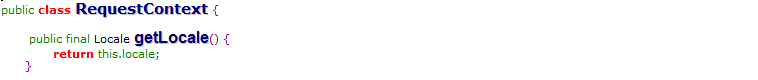 public class RequestContext {
public final Locale getLocale() {
return this.locale;
}